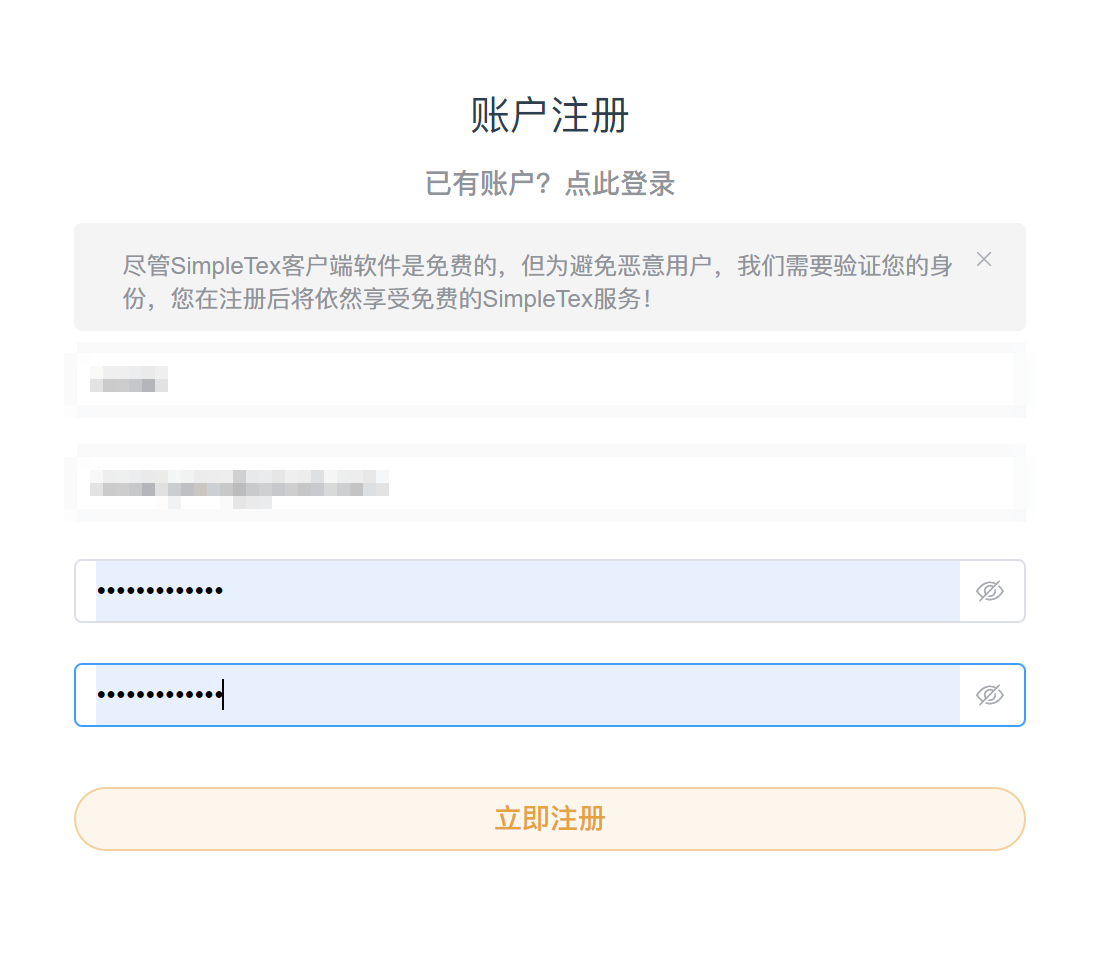 账户注册
已有账户？点此登录
尽管SimpleTex客户端软件是免费的，但为避免恶意用户，我们需要验证您的身
份，您在注册后将依然享受免费的SimpleTex服务！
•••••••••••••
•••••••••••••
立即注册